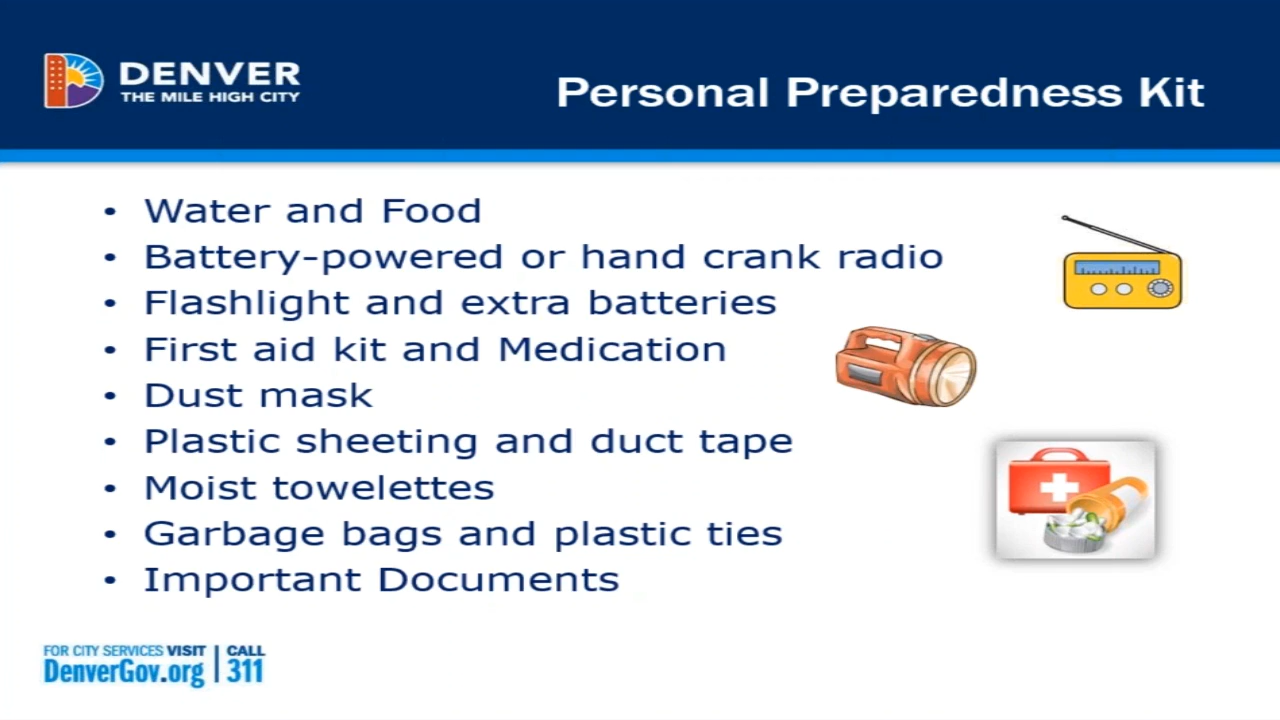 DENVER
THE MILE HIGH CITY
Personal Preparedness Kit
• Water and Food
• Battery-powered or hand crank radio
• Flashlight and extra batteries
• First aid kit and Medication
• Dust mask
• Plastic sheeting and duct tape
• Moist towelettes
• Garbage bags and plastic ties
• Important Documents
FOR CITY SERVICES VISIT | CALL
DenverGov.org | 311